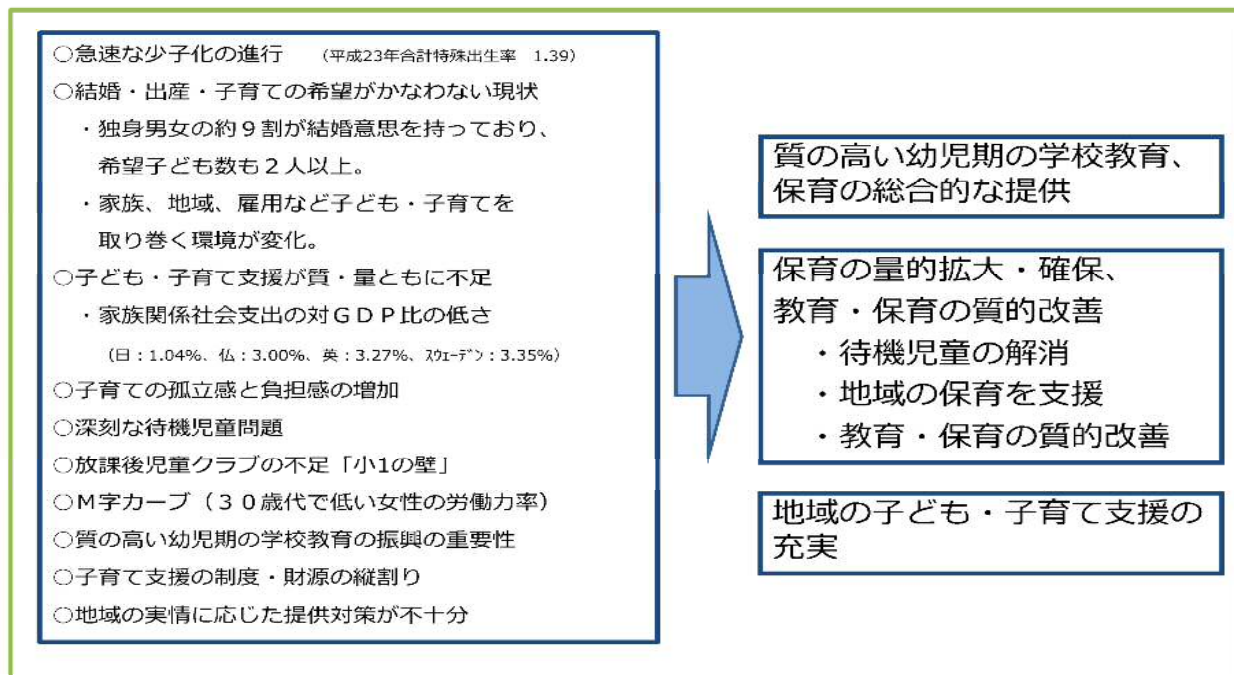 ○急速な少子化の進行 (平成23年合計特殊出生率 1.39)
○結婚・出産・子育ての希望がかなわない現状
・独身男女の約９割が結婚意思を持っており、
希望子ども数も２人以上。
・家族、地域、雇用など子ども・子育てを
取り巻く環境が変化。
○子ども・子育て支援が質・量ともに不足
・家族関係社会支出の対ＧＤＰ比の低さ
(日：1.04%、仏：3.00%、英：3.27%、ｽｳｪｰﾃﾞﾝ：3.35%)
○子育ての孤立感と負担感の増加
○深刻な待機児童問題
○放課後児童クラブの不足「小1の壁」
○Ｍ字カーブ（３０歳代で低い女性の労働力率）
○質の高い幼児期の学校教育の振興の重要性
○子育て支援の制度・財源の縦割り
○地域の実情に応じた提供対策が不十分
質の高い幼児期の学校教育、
保育の総合的な提供
保育の量的拡大・確保、
教育・保育の質的改善
・待機児童の解消
・地域の保育を支援
・教育・保育の質的改善
地域の子ども・子育て支援の
充実